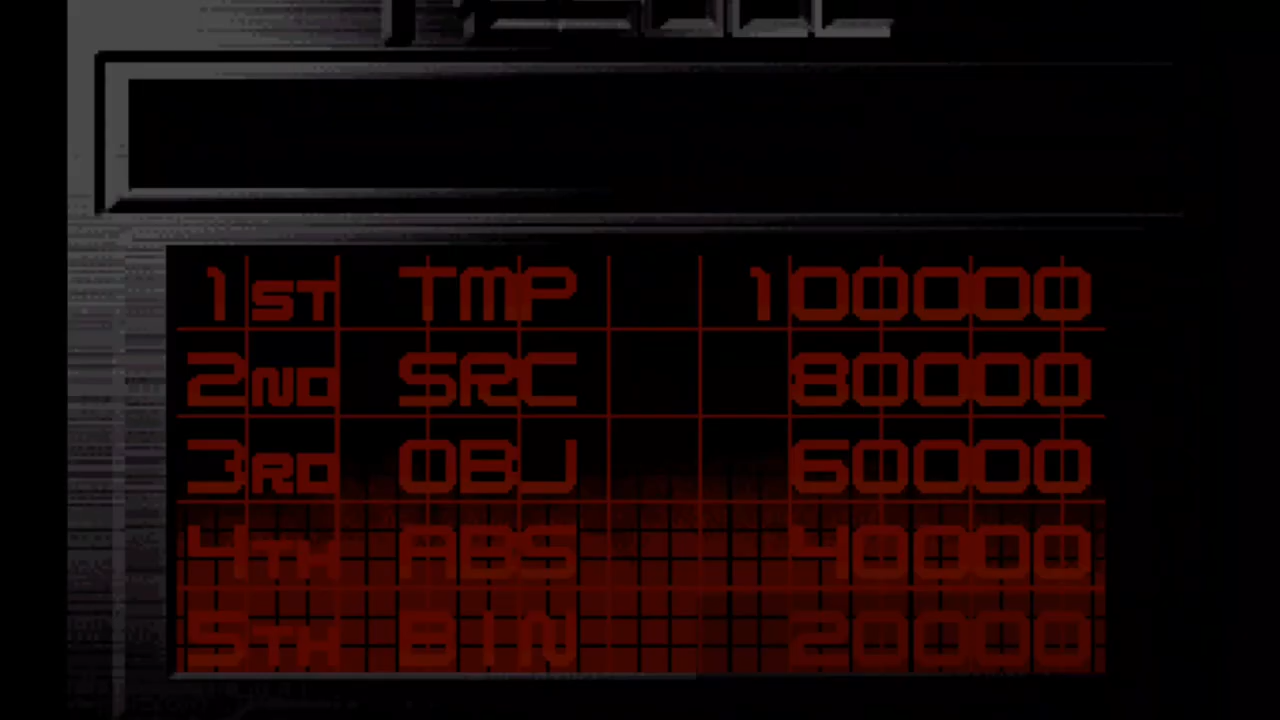 1ST TMP 100000
2ND SRC 80000
3RD OBJ 60000
4TH ABS 40000
5TH BIN 20000